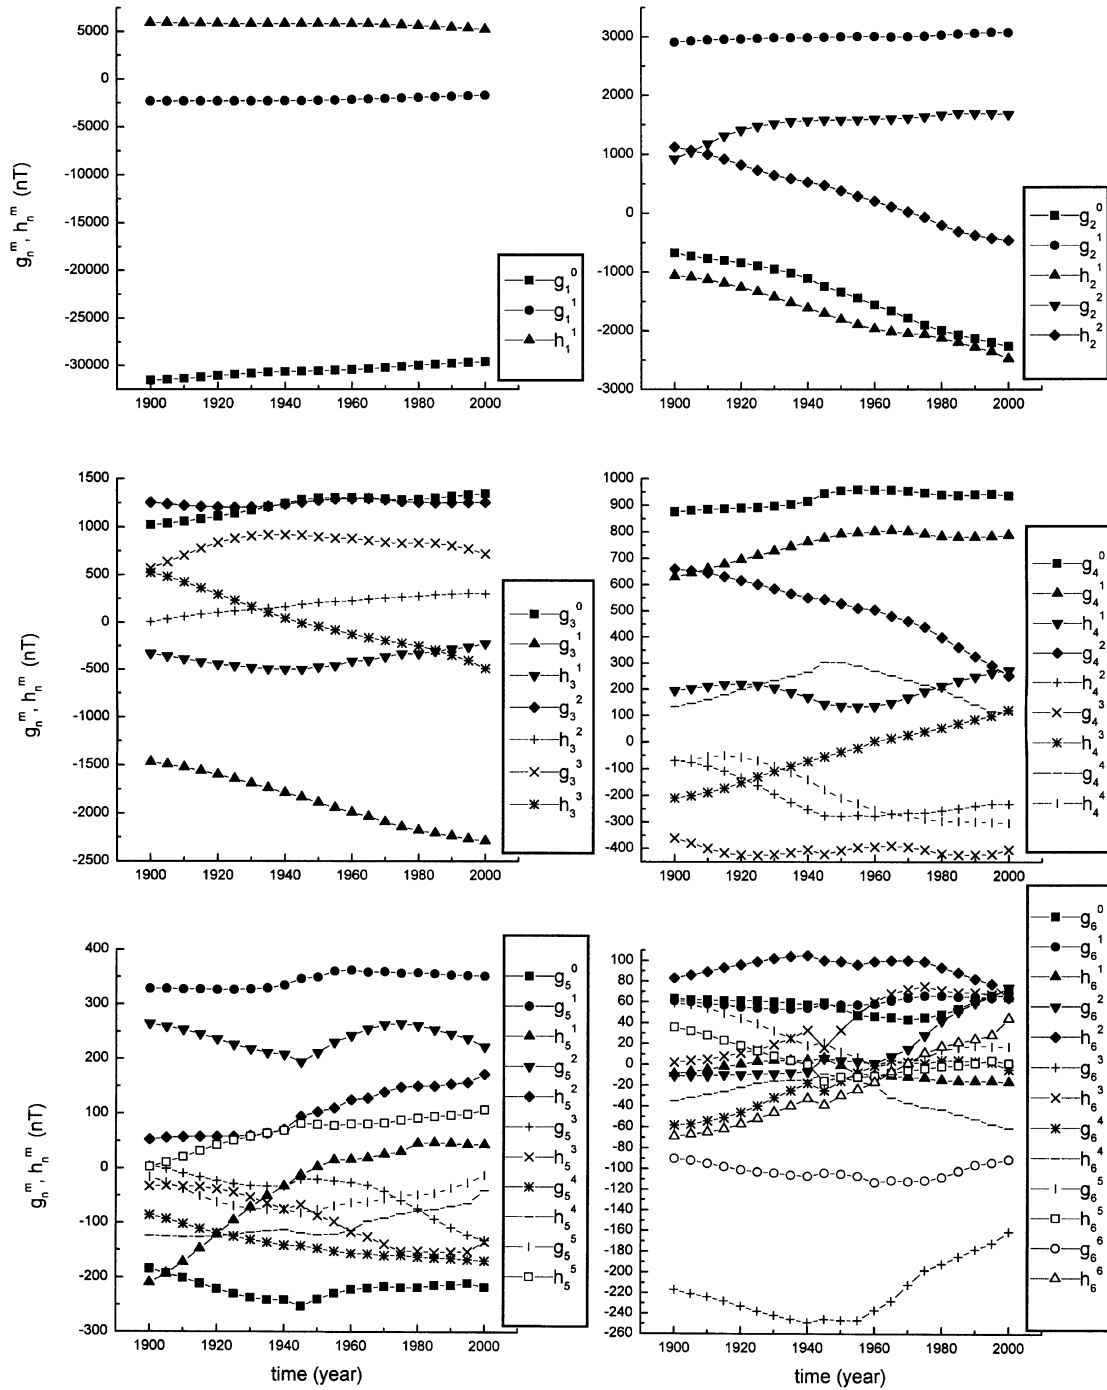 5000
0
-5000
-10000
-15000
-20000
-25000
-30000
1900 1920 1940 1960 1980 2000
g_n^m, h_n^m (nT)
g_1^0
g_1^1
h_1^1
3000
2000
1000
0
-1000
-2000
-3000
1900 1920 1940 1960 1980 2000
g_2^0
g_2^1
h_2^1
g_2^2
h_2^2
1500
1000
500
0
-500
-1000
-1500
-2000
-2500
1900 1920 1940 1960 1980 2000
g_n^m, h_n^m (nT)
g_3^0
g_3^1
h_3^1
g_3^2
h_3^2
g_3^3
h_3^3
1000
900
800
700
600
500
400
300
200
100
0
-100
-200
-300
-400
1900 1920 1940 1960 1980 2000
g_4^0
g_4^1
h_4^1
g_4^2
h_4^2
g_4^3
h_4^3
g_4^4
h_4^4
400
300
200
100
0
-100
-200
-300
1900 1920 1940 1960 1980 2000
time (year)
g_n^m, h_n^m (nT)
g_5^0
g_5^1
h_5^1
g_5^2
h_5^2
g_5^3
h_5^3
g_5^4
h_5^4
g_5^5
h_5^5
100
80
60
40
20
0
-20
-40
-60
-80
-100
-120
-140
-160
-180
-200
-220
-240
-260
1900 1920 1940 1960 1980 2000
time (year)
g_6^0
g_6^1
h_6^1
g_6^2
h_6^2
g_6^3
h_6^3
g_6^4
h_6^4
g_6^5
h_6^5
g_6^6
h_6^6